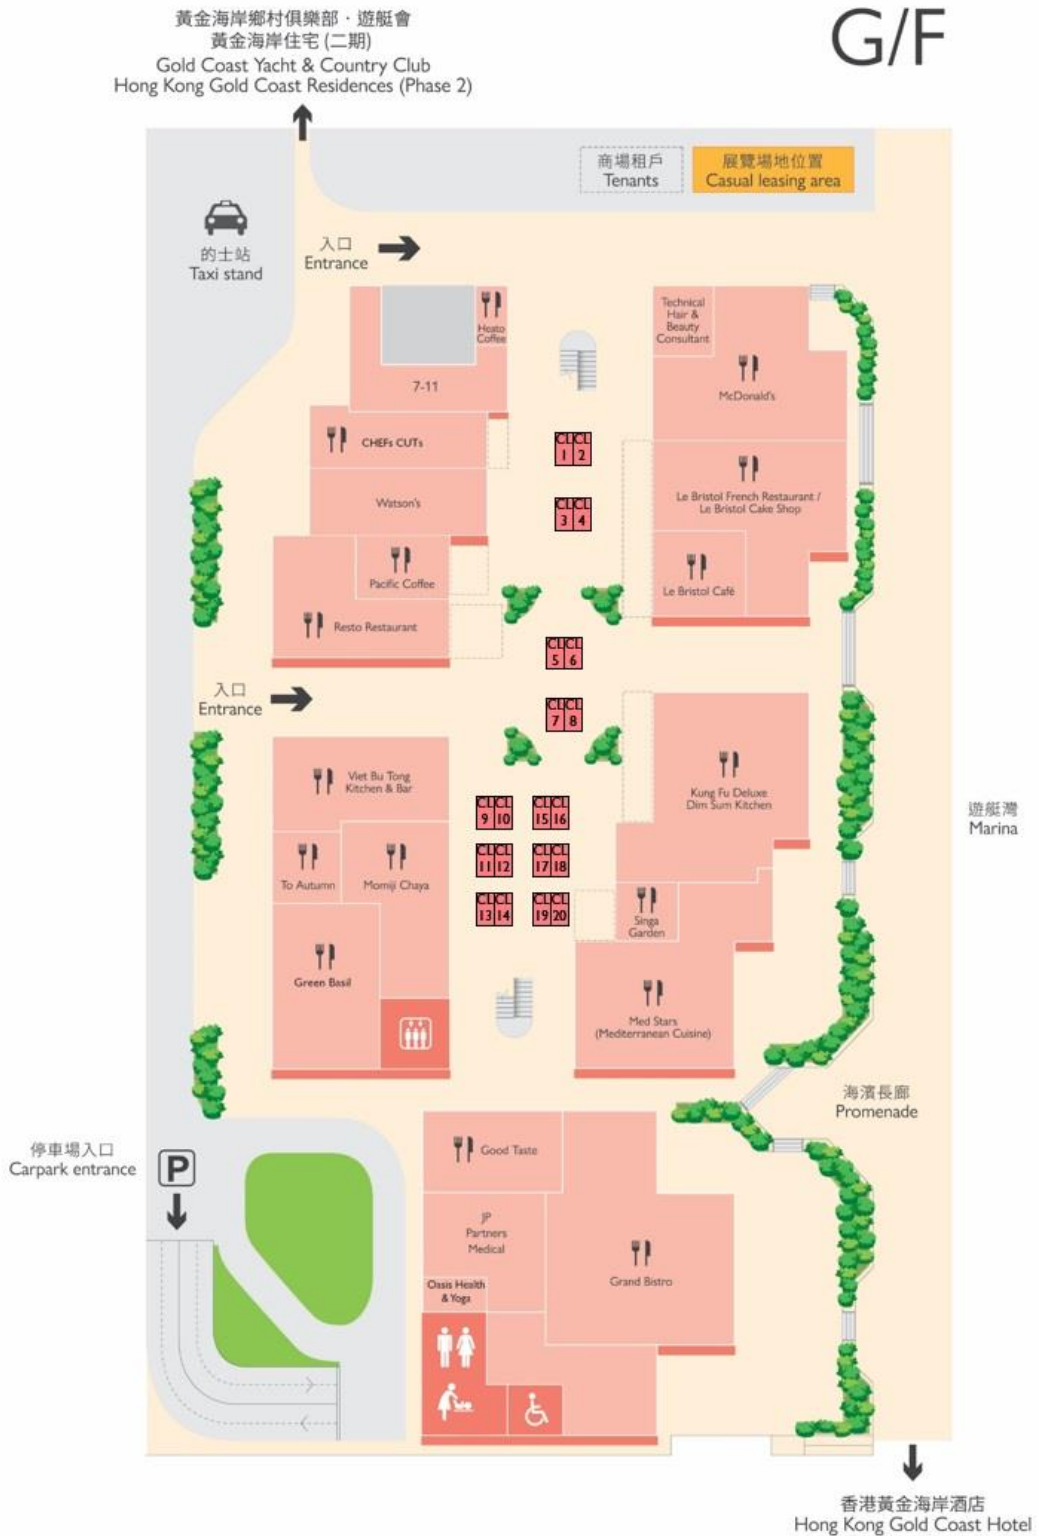 黃金海岸鄉村俱樂部．遊艇會
黃金海岸住宅 (二期)
Gold Coast Yacht & Country Club
Hong Kong Gold Coast Residences (Phase 2)
G/F
商場租戶
Tenants
展覽場地位置
Casual leasing area
的士站
Taxi stand
入口
Entrance
Heato
Coffee
7-11
Technical
Hair &
Beauty
Consultant
McDonald's
CHEFs CUTs
CL CL
1 2
Watson's
Le Bristol French Restaurant /
Le Bristol Cake Shop
CL CL
3 4
Pacific Coffee
Le Bristol Café
Resto Restaurant
CL CL
5 6
入口
Entrance
CL CL
7 8
Viet Bu Tong
Kitchen & Bar
Kung Fu Deluxe
Dim Sum Kitchen
CL CL CL CL
9 10 15 16
遊艇灣
Marina
To Autumn
Momiji Chaya
CL CL CL CL
11 12 17 18
CL CL CL CL
13 14 19 20
Singa
Garden
Green Basil
Med Stars
(Mediterranean Cuisine)
海濱長廊
Promenade
停車場入口
Carpark entrance
P
Good Taste
JP
Partners
Medical
Oasis Health
& Yoga
Grand Bistro
香港黃金海岸酒店
Hong Kong Gold Coast Hotel